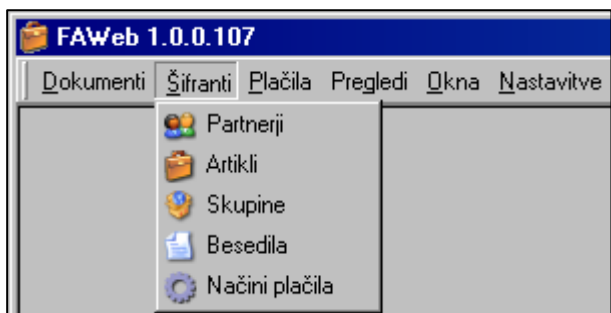 FAWeb 1.0.0.107
Dokumenti Šifranti Plačila Pregledi Okna Nastavitve
Partnerji
Artikli
Skupine
Besedila
Načini plačila